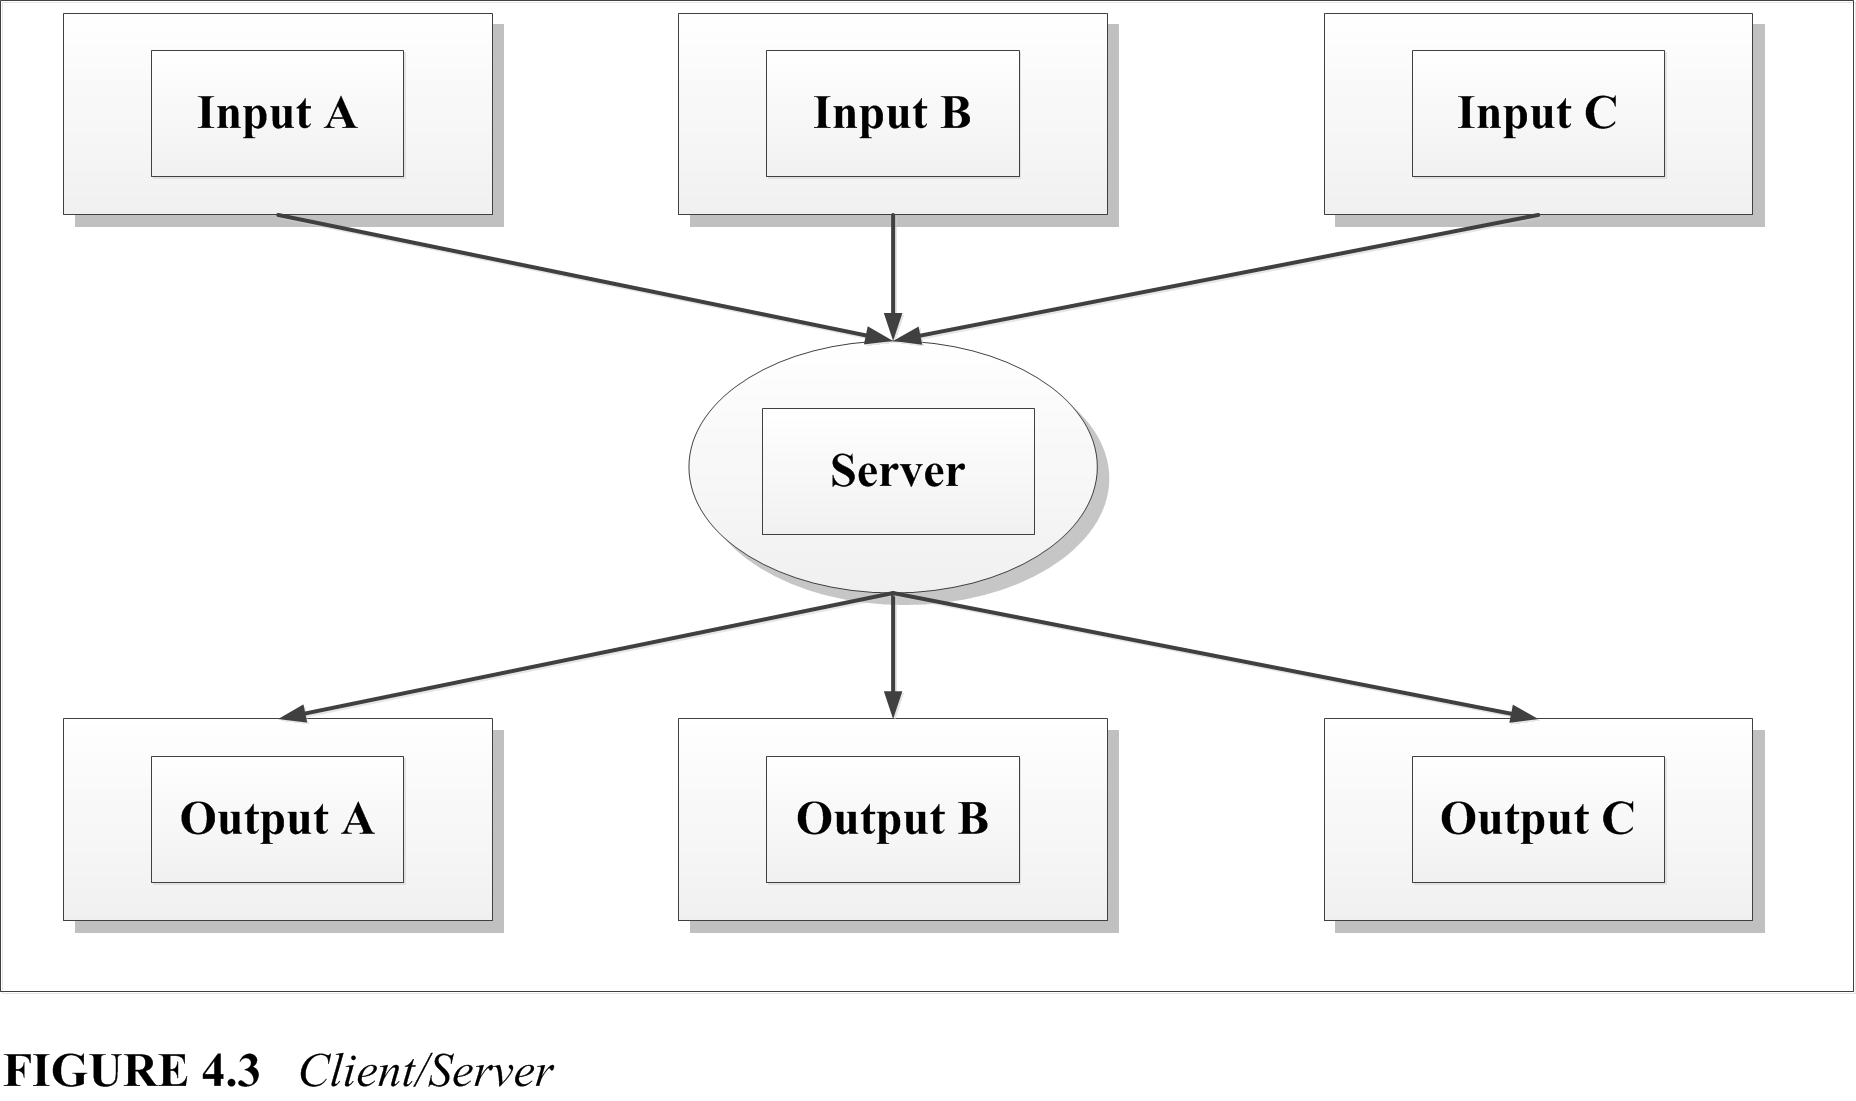 Input A
Input B
Input C
Server
Output A
Output B
Output C
FIGURE 4.3 Client/Server